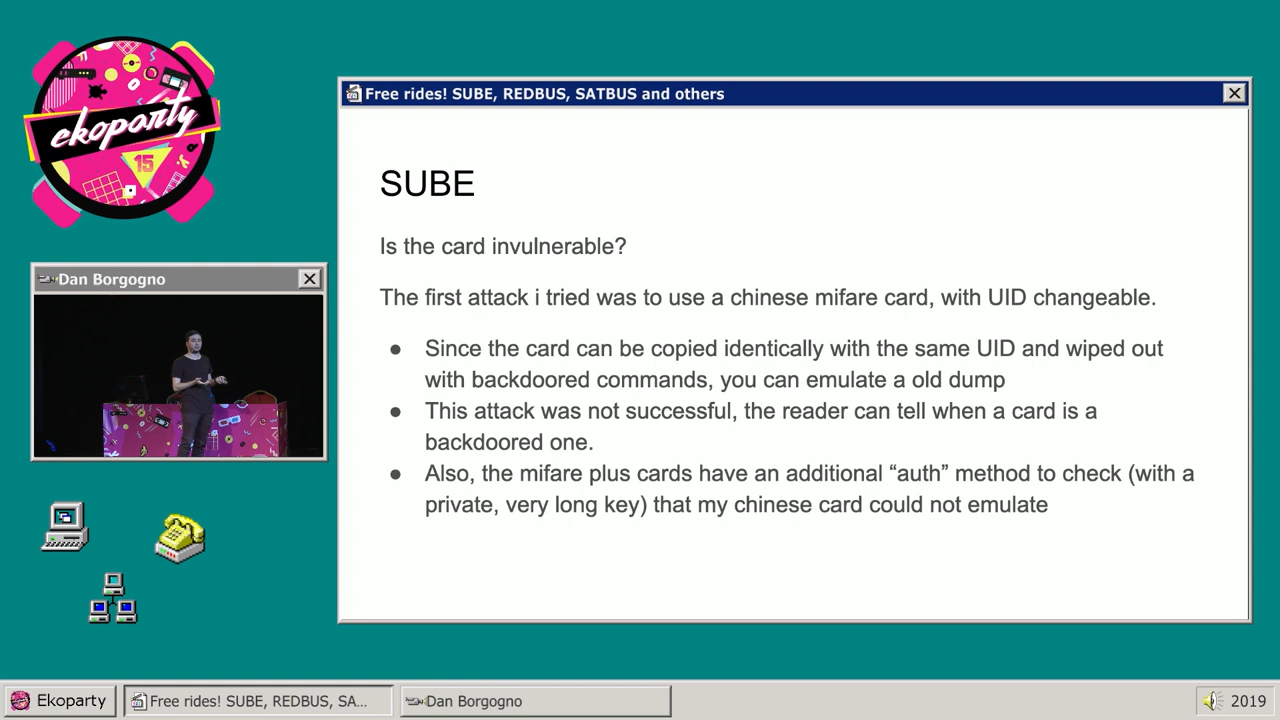 ekoparty
15
Free rides! SUBE, REDBUS, SATBUS and others
SUBE
Is the card invulnerable?
The first attack i tried was to use a chinese mifare card, with UID changeable.
● Since the card can be copied identically with the same UID and wiped out
with backdoored commands, you can emulate a old dump
● This attack was not successful, the reader can tell when a card is a
backdoored one.
● Also, the mifare plus cards have an additional “auth” method to check (with a
private, very long key) that my chinese card could not emulate
Dan Borgogno
Ekoparty
Free rides! SUBE, REDBUS, SA...
Dan Borgogno
2019